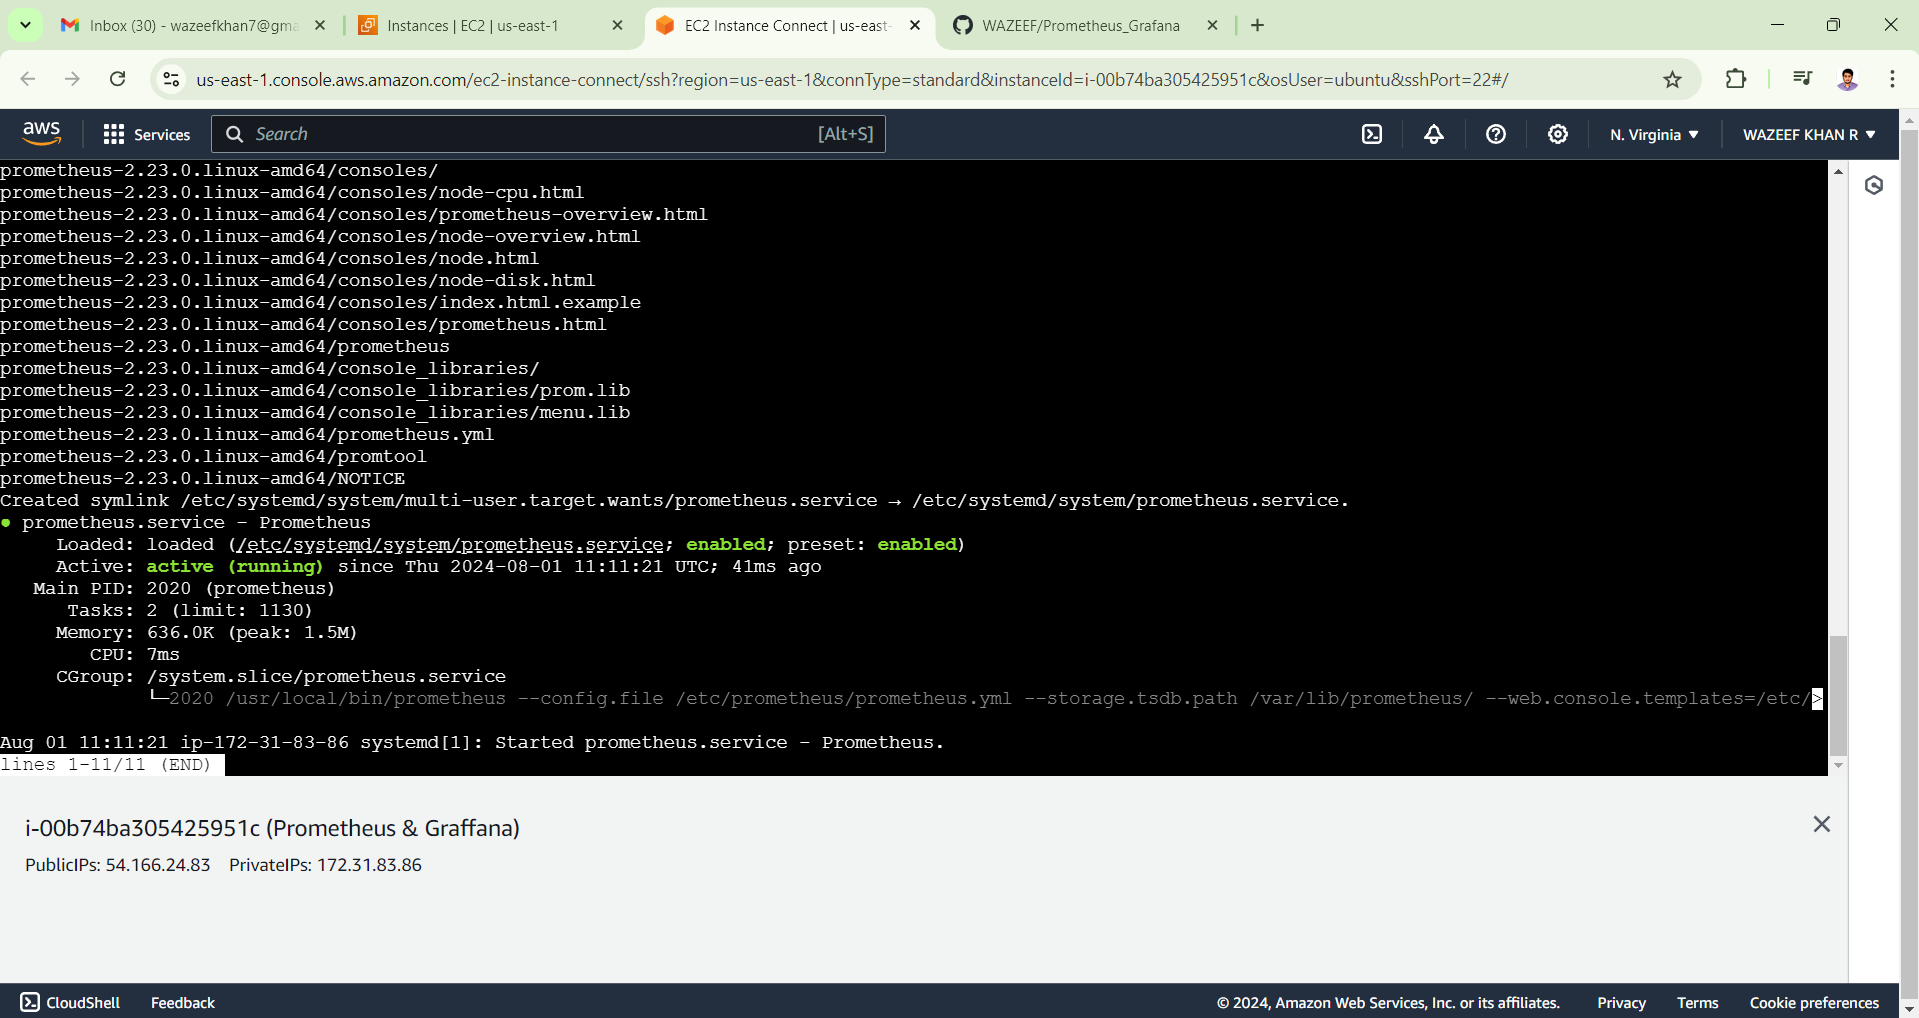 Inbox (30) - wazeefkhan7@gma
Instances | EC2 | us-east-1
EC2 Instance Connect | us-east-
WAZEEF/Prometheus_Grafana
us-east-1.console.aws.amazon.com/ec2-instance-connect/ssh?region=us-east-1&connType=standard&instanceId=i-00b74ba305425951c&osUser=ubuntu&sshPort=22#/
aws Services Search [Alt+S] N. Virginia WAZEEF KHAN R
prometheus-2.23.0.linux-amd64/consoles/
prometheus-2.23.0.linux-amd64/consoles/node-cpu.html
prometheus-2.23.0.linux-amd64/consoles/prometheus-overview.html
prometheus-2.23.0.linux-amd64/consoles/node-overview.html
prometheus-2.23.0.linux-amd64/consoles/node.html
prometheus-2.23.0.linux-amd64/consoles/node-disk.html
prometheus-2.23.0.linux-amd64/consoles/index.html.example
prometheus-2.23.0.linux-amd64/consoles/prometheus.html
prometheus-2.23.0.linux-amd64/prometheus
prometheus-2.23.0.linux-amd64/console_libraries/
prometheus-2.23.0.linux-amd64/console_libraries/prom.lib
prometheus-2.23.0.linux-amd64/console_libraries/menu.lib
prometheus-2.23.0.linux-amd64/prometheus.yml
prometheus-2.23.0.linux-amd64/promtool
prometheus-2.23.0.linux-amd64/NOTICE
Created symlink /etc/systemd/system/multi-user.target.wants/prometheus.service → /etc/systemd/system/prometheus.service.
● prometheus.service - Prometheus
Loaded: loaded (/etc/systemd/system/prometheus.service; enabled; preset: enabled)
Active: active (running) since Thu 2024-08-01 11:11:21 UTC; 41ms ago
Main PID: 2020 (prometheus)
Tasks: 2 (limit: 1130)
Memory: 636.0K (peak: 1.5M)
CPU: 7ms
CGroup: /system.slice/prometheus.service
└─2020 /usr/local/bin/prometheus --config.file /etc/prometheus/prometheus.yml --storage.tsdb.path /var/lib/prometheus/ --web.console.templates=/etc/>
Aug 01 11:11:21 ip-172-31-83-86 systemd[1]: Started prometheus.service - Prometheus.
lines 1-11/11 (END)
i-00b74ba305425951c (Prometheus & Graffana)
PublicIPs: 54.166.24.83 PrivateIPs: 172.31.83.86
CloudShell Feedback © 2024, Amazon Web Services, Inc. or its affiliates. Privacy Terms Cookie preferences